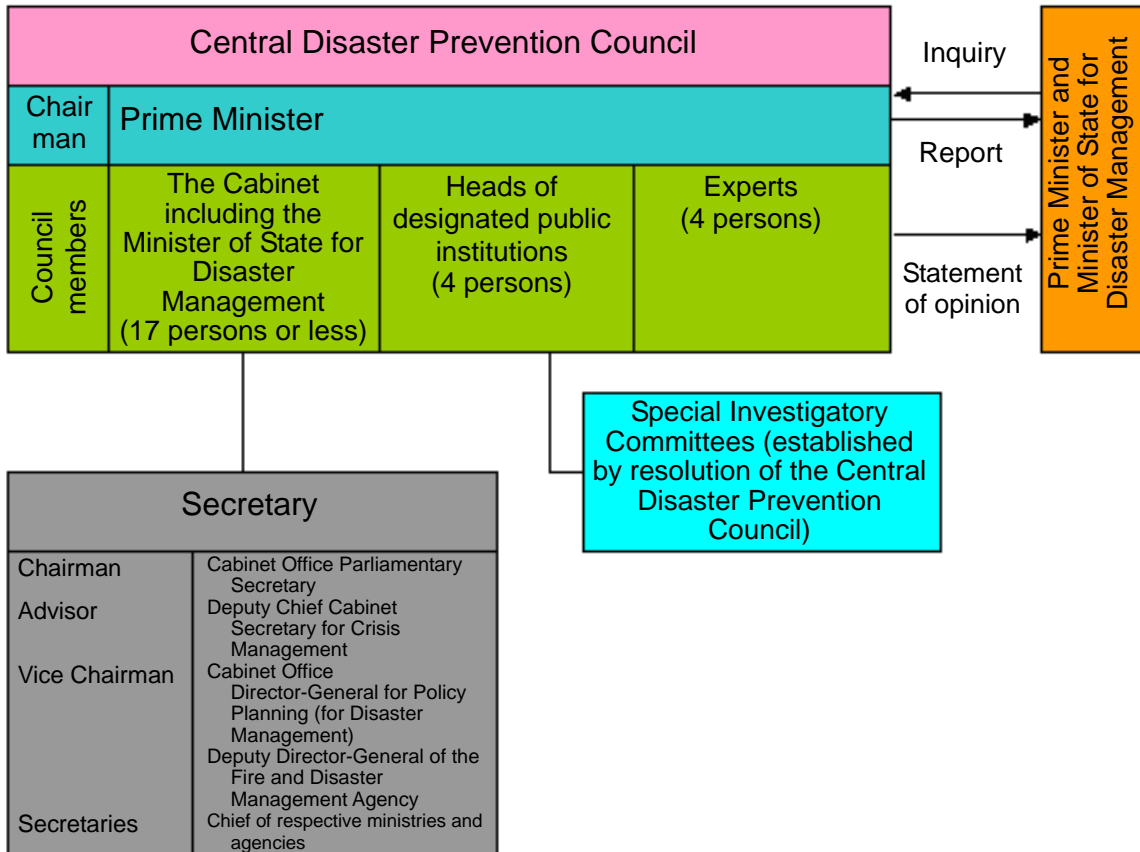 Central Disaster Prevention Council
Chair
man
Prime Minister
Council
members
The Cabinet
including the
Minister of State for
Disaster
Management
(17 persons or less)
Heads of
designated public
institutions
(4 persons)
Experts
(4 persons)
Inquiry
Report
Statement
of opinion
Prime Minister and
Minister of State for
Disaster Management
Special Investigatory
Committees (established
by resolution of the Central
Disaster Prevention
Council)
Secretary
Chairman
Cabinet Office Parliamentary
Secretary
Advisor
Deputy Chief Cabinet
Secretary for Crisis
Management
Vice Chairman
Cabinet Office
Director-General for Policy
Planning (for Disaster
Management)
Deputy Director-General of the
Fire and Disaster
Management Agency
Secretaries
Chief of respective ministries and
agencies